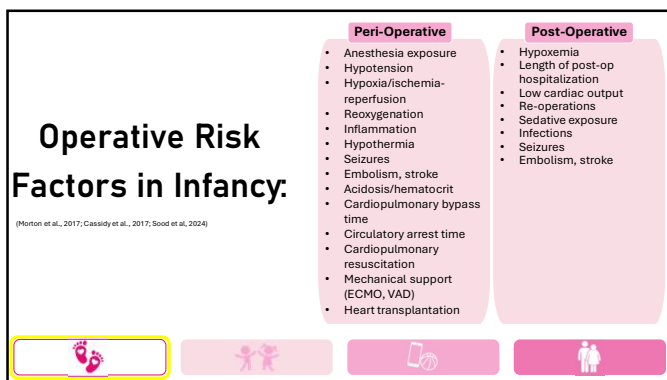 Operative Risk
Factors in Infancy:
(Morton et al., 2017; Cassidy et al., 2017; Sood et al, 2024)
Peri-Operative
• Anesthesia exposure
• Hypotension
• Hypoxia/ischemia-
reperfusion
• Reoxygenation
• Inflammation
• Hypothermia
• Seizures
• Embolism, stroke
• Acidosis/hematocrit
• Cardiopulmonary bypass
time
• Circulatory arrest time
• Cardiopulmonary
resuscitation
• Mechanical support
(ECMO, VAD)
• Heart transplantation
Post-Operative
• Hypoxemia
• Length of post-op
hospitalization
• Low cardiac output
• Re-operations
• Sedative exposure
• Infections
• Seizures
• Embolism, stroke